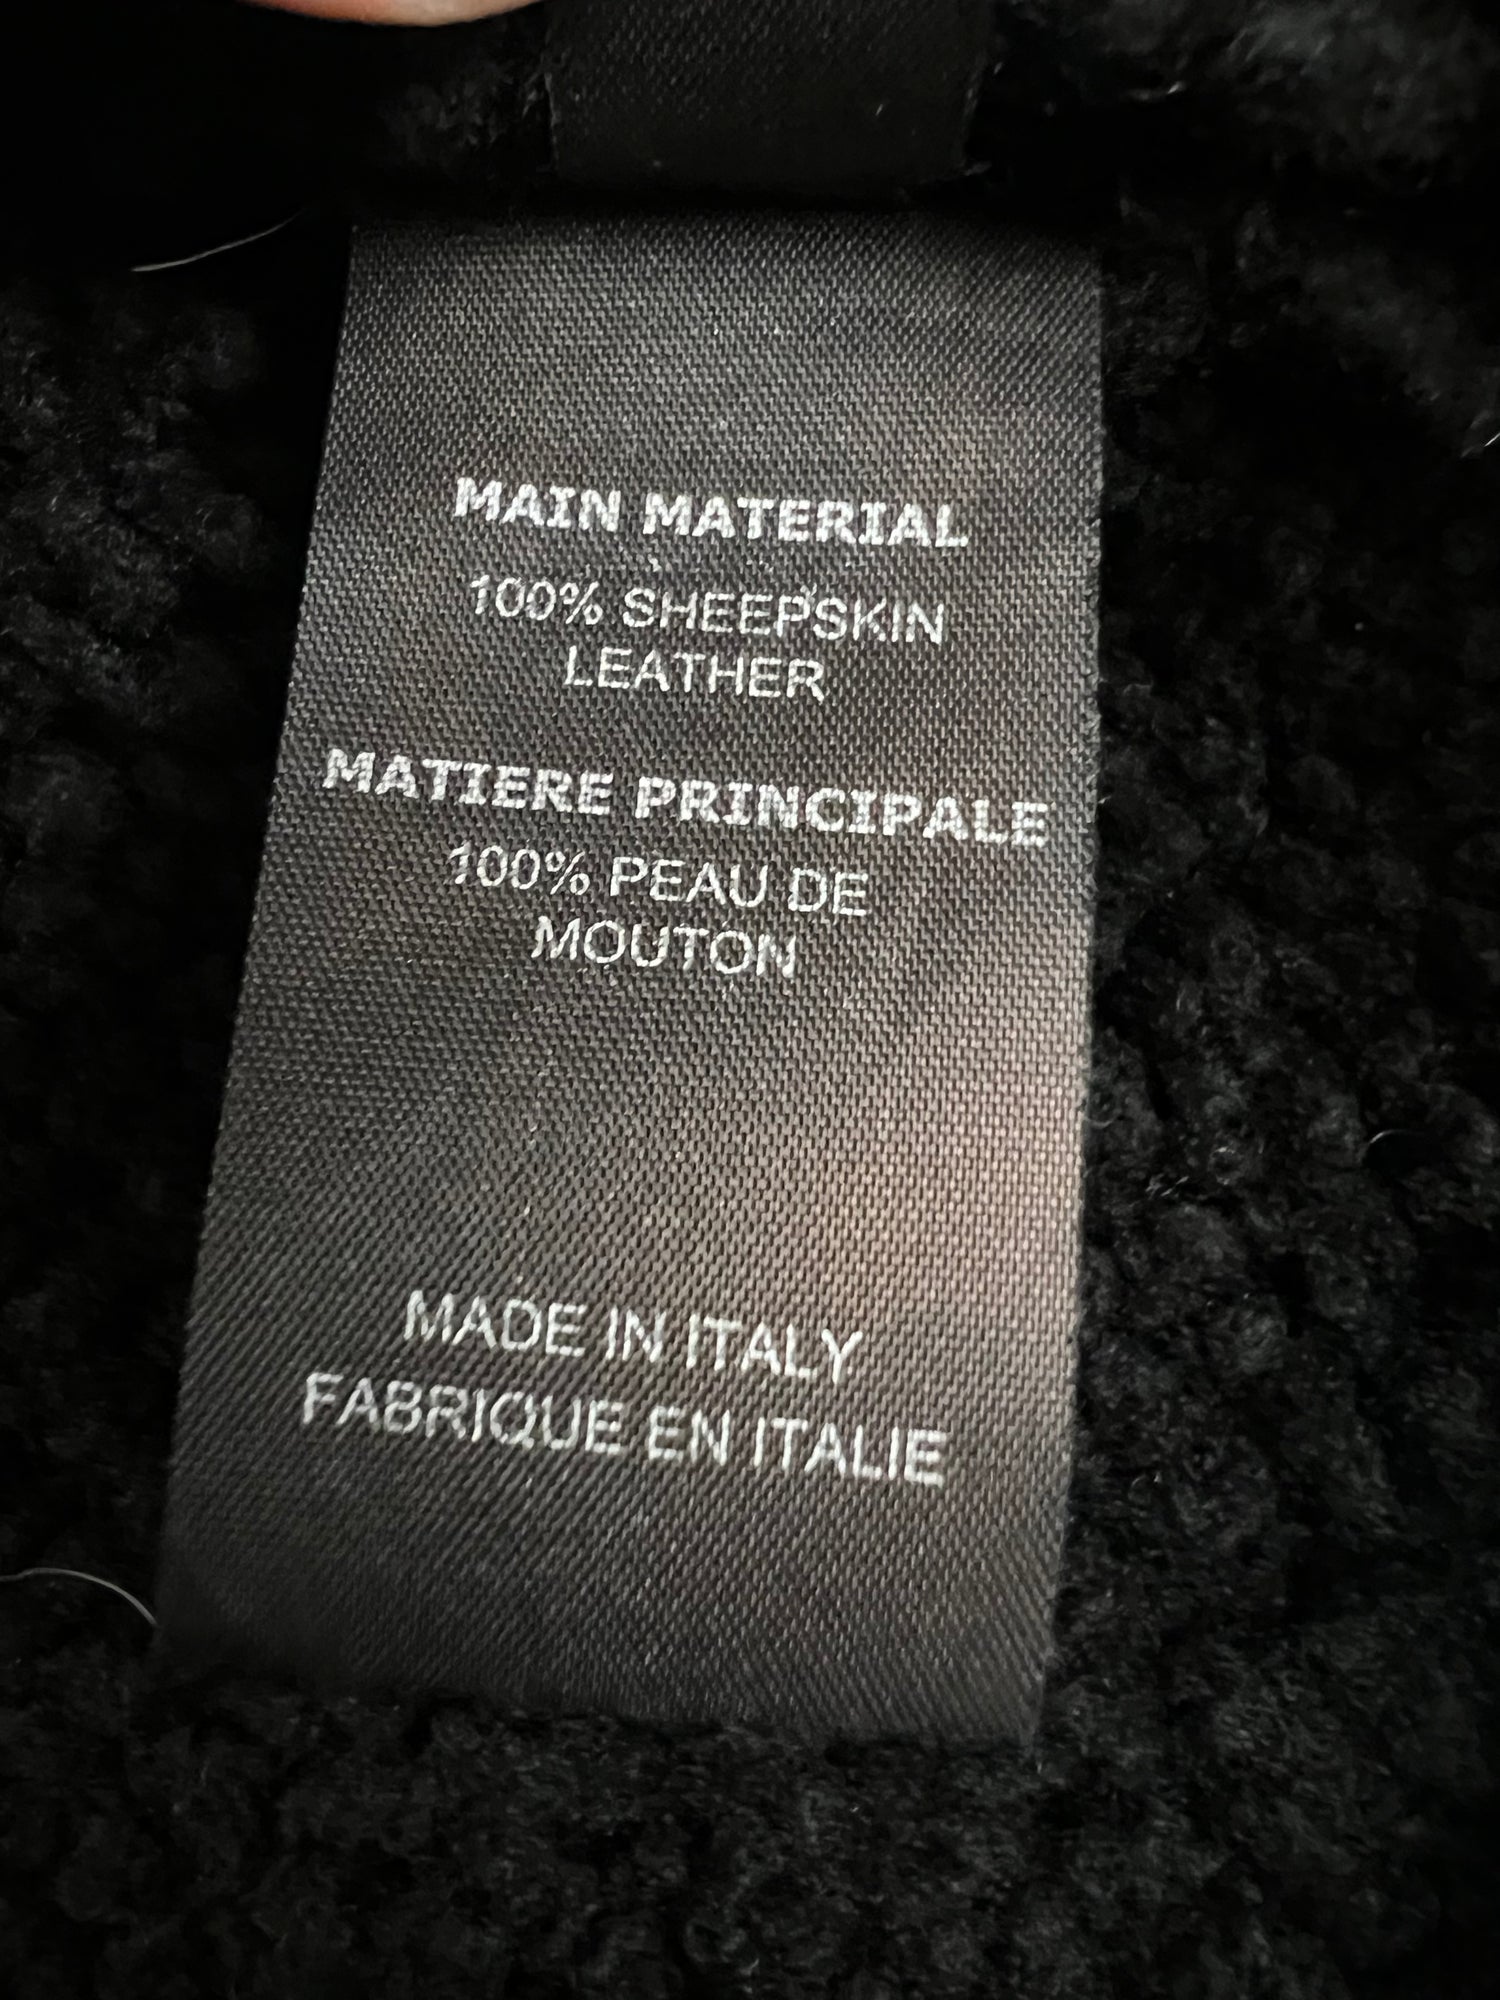 MAIN MATERIAL
100% SHEEPSKIN
LEATHER
MATIERE PRINCIPALE
100% PEAU DE
MOUTON
MADE IN ITALY
FABRIQUE EN ITALIE